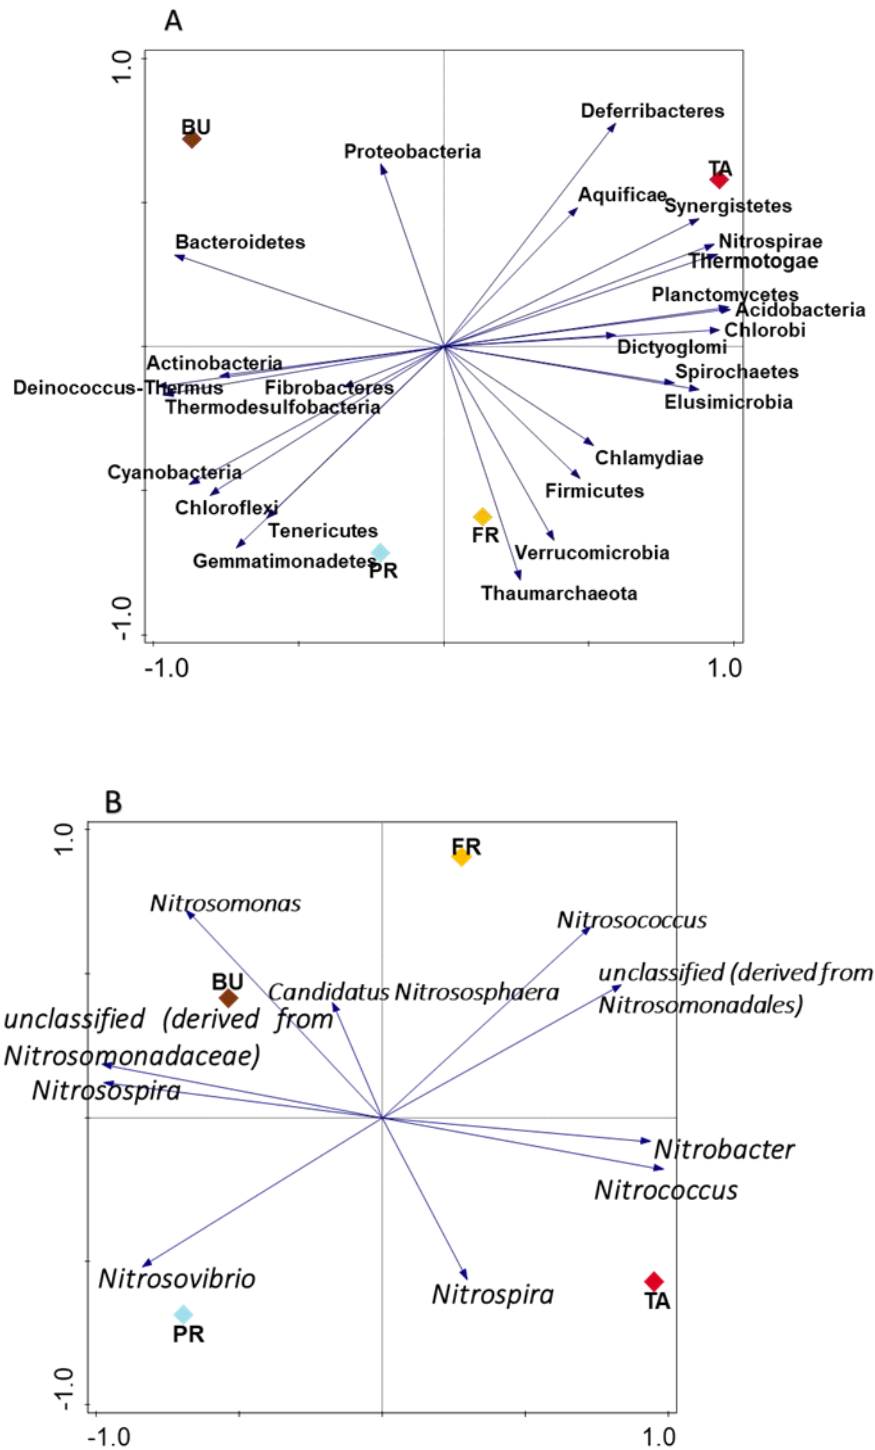 A
1.0
BU
Deferribacteres
Proteobacteria
TA
Aquificae
Synergistetes
Bacteroidetes
Nitrospirae
Thermotogae
Planctomycetes
Acidobacteria
Chlorobi
Dictyoglomi
Actinobacteria
Spirochaetes
Deinococcus-Thermus
Fibrobacteres
Elusimicrobia
Thermodesulfobacteria
Chlamydiae
Cyanobacteria
Firmicutes
Chloroflexi
Tenericutes
FR
Verrucomicrobia
Gemmatimonadetes
PR
Thaumarchaeota
-1.0
-1.0
1.0
B
1.0
FR
Nitrosomonas
Nitrosococcus
unclassified (derived from
Nitrosomonadales)
BU
Candidatus Nitrososphaera
unclassified (derived from
Nitrosomonadaceae)
Nitrosospira
Nitrobacter
Nitrococcus
Nitrosovibrio
Nitrospira
TA
PR
-1.0
-1.0
1.0